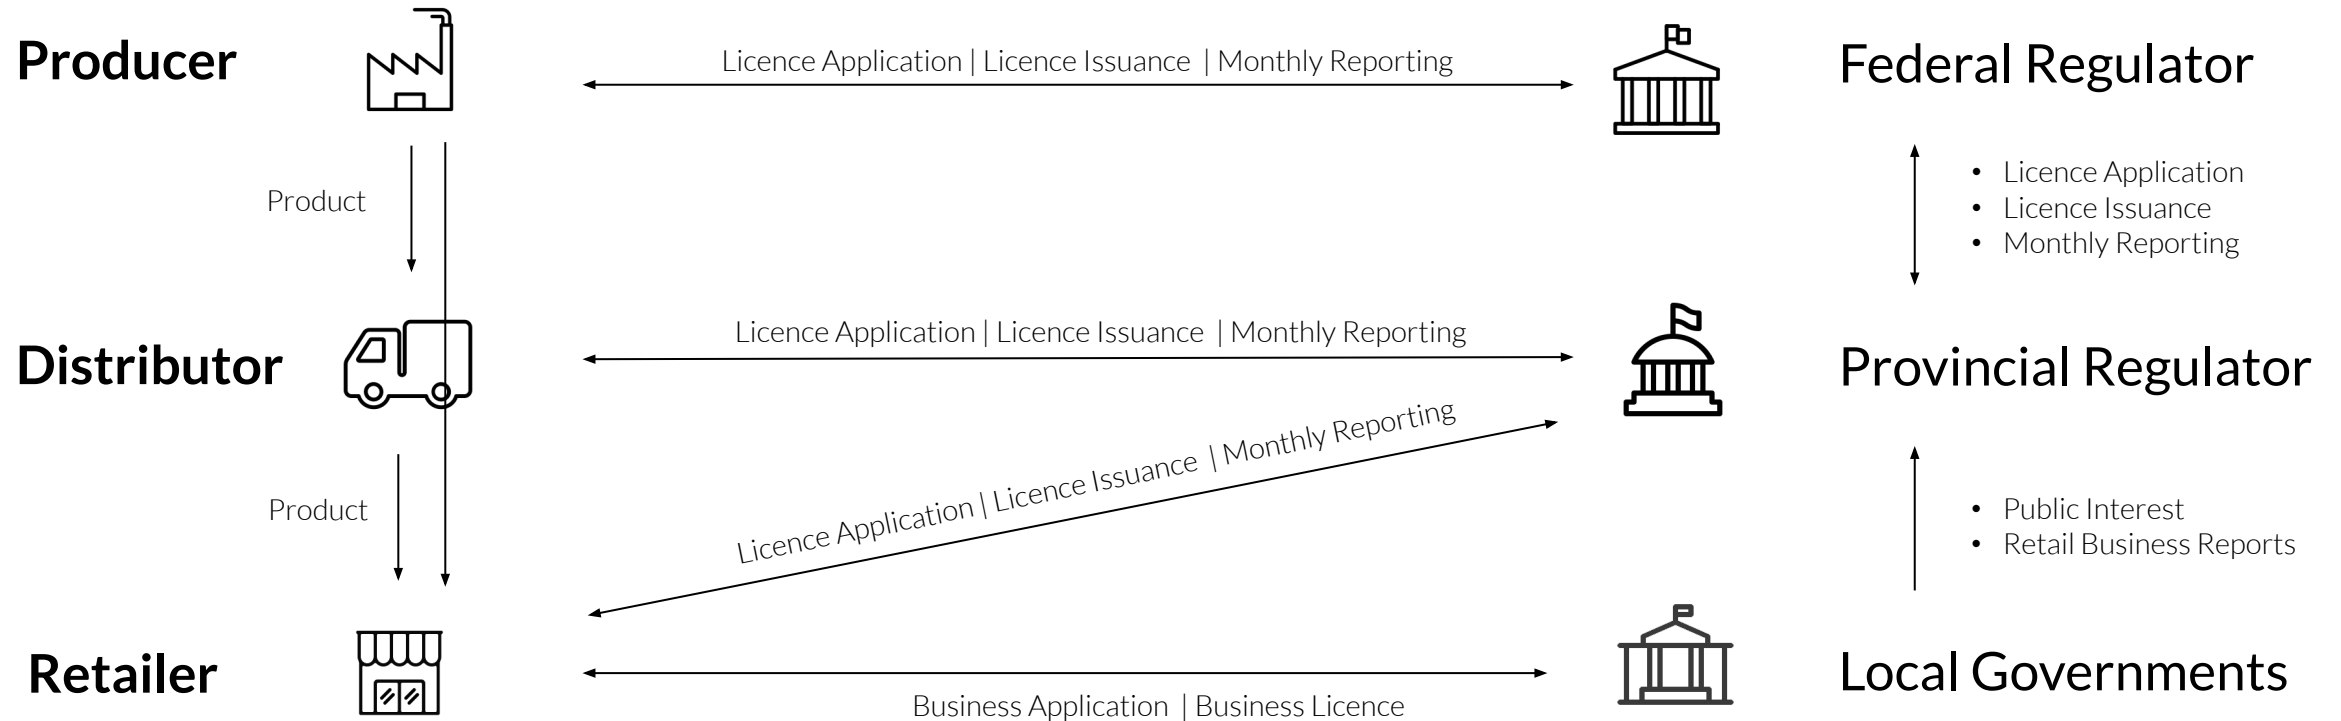 Producer
Licence Application | Licence Issuance | Monthly Reporting
Federal Regulator
Product
• Licence Application
• Licence Issuance
• Monthly Reporting
Distributor
Licence Application | Licence Issuance | Monthly Reporting
Provincial Regulator
Licence Application | Licence Issuance | Monthly Reporting
Product
• Public Interest
• Retail Business Reports
Retailer
Business Application | Business Licence
Local Governments